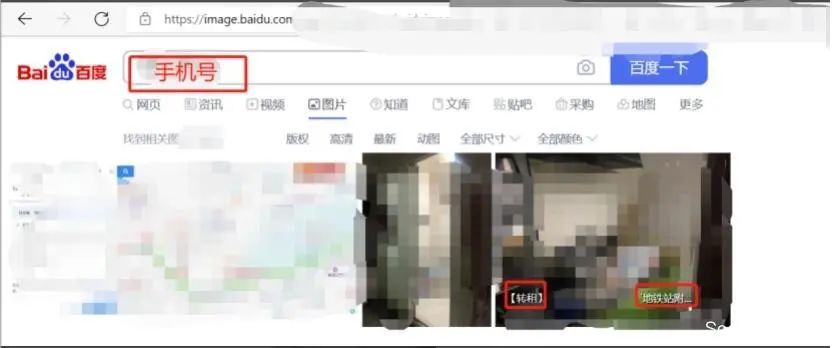 https://image.baidu.com
Bai du 百度
手机号
百度一下
网页 资讯 视频 图片 知道 文库 贴吧 采购 地图 更多
找到相关图
版权 高清 最新 动图 全部尺寸 全部颜色
【转租】
地铁站附...